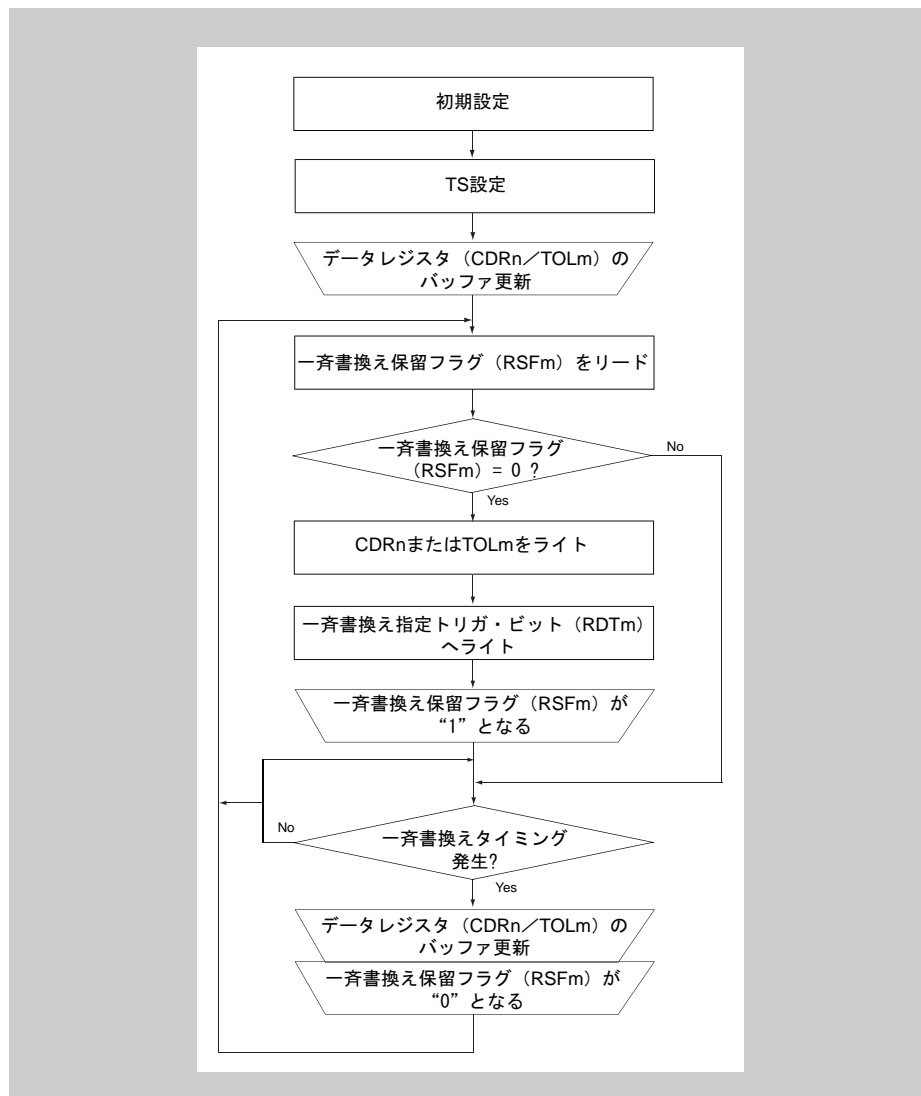 初期設定
TS設定
データレジスタ（CDRn／TOLm）の
バッファ更新
一斉書換え保留フラグ（RSFm）をリード
一斉書換え保留フラグ
（RSFm）= 0 ?
No
Yes
CDRnまたはTOLmをライト
一斉書換え指定トリガ・ビット（RDTm）
へライト
一斉書換え保留フラグ（RSFm）が
“1”となる
No
一斉書換えタイミング
発生?
Yes
データレジスタ（CDRn／TOLm）の
バッファ更新
一斉書換え保留フラグ（RSFm）が
“0”となる